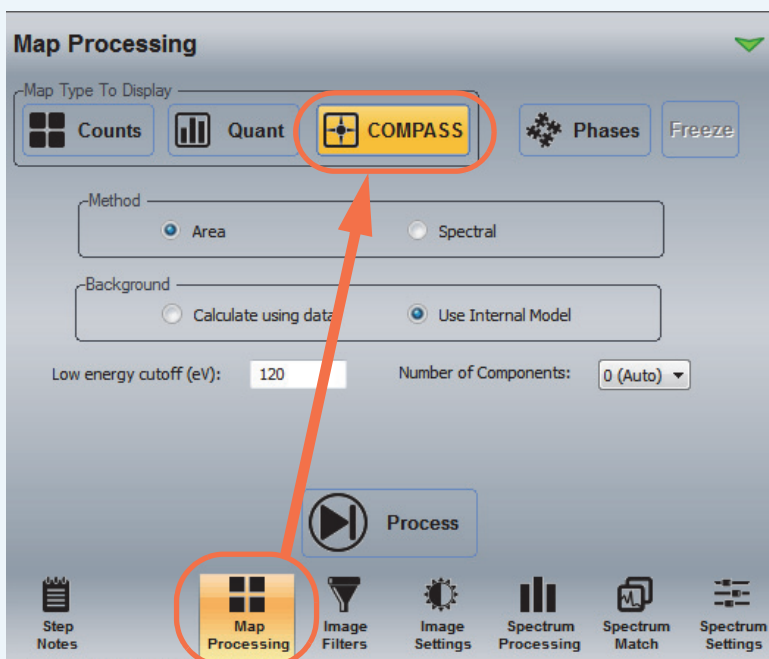 Map Processing
Map Type To Display
Counts Quant COMPASS Phases Freeze
Method
Area Spectral
Background
Calculate using data Use Internal Model
Low energy cutoff (eV): 120 Number of Components: 0 (Auto)
Process
Step Notes
Map Processing
Image Filters
Image Settings
Spectrum Processing
Spectrum Match
Spectrum Settings